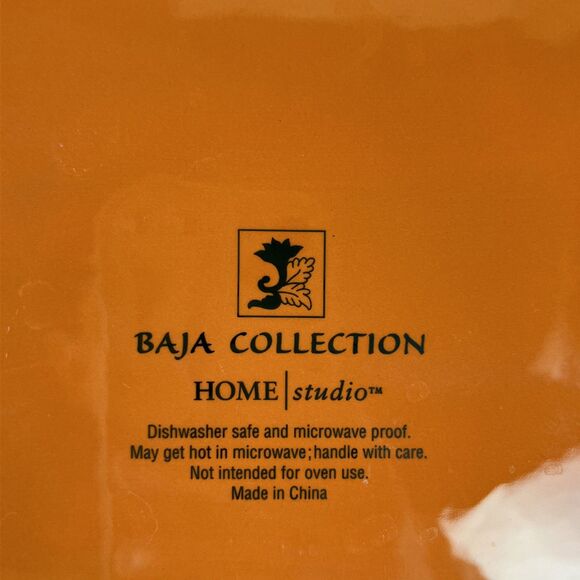 BAJA COLLECTION
HOME|studio™
Dishwasher safe and microwave proof.
May get hot in microwave; handle with care.
Not intended for oven use.
Made in China